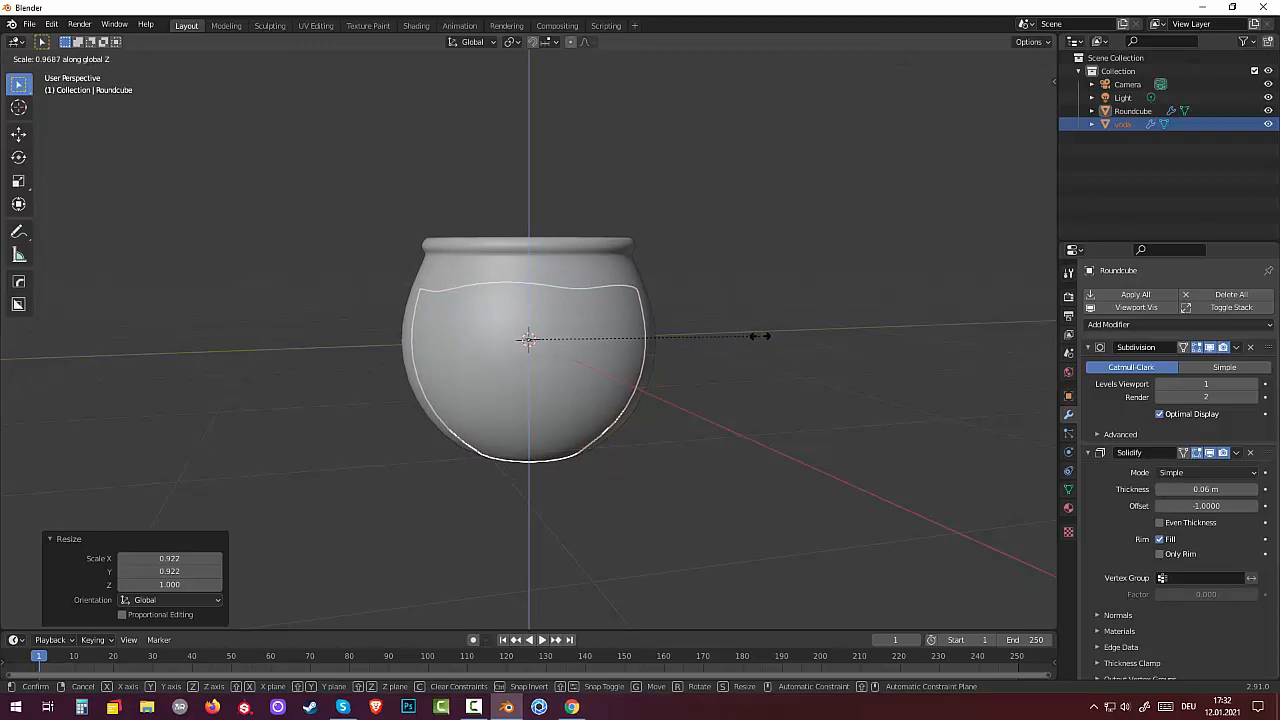 Blender
File Edit Render Window Help Layout Modeling Sculpting UV Editing Texture Paint Shading Animation Rendering Compositing Scripting + Scene View Layer
Global Options
Scale: 0.9687 along global Z
User Perspective
(1) Collection | Roundcube
Scene Collection
Collection
Camera
Light
Roundcube
Roundcube
Apply All Delete All
Viewport Vis Toggle Stack
Add Modifier
Subdivision
Catmull-Clark Simple
Levels Viewport 1
Render 2
Optimal Display
Advanced
Solidify
Mode Simple
Thickness 0.06 m
Offset -1.0000
Even Thickness
Rim Fill
Only Rim
Vertex Group
Factor 0.000
Normals
Materials
Edge Data
Thickness Clamp
Output Vertex Groups
Resize
Scale X 0.922
Y 0.922
Z 1.000
Orientation Global
Proportional Editing
Playback Keying View Marker 1 Start 1 End 250
1 10 20 30 40 50 60 70 80 90 100 110 120 130 140 150 160 170 180 190 200 210 220 230 240 250
Confirm Cancel X X axis Y Y axis Z Z axis X X plane Y Y plane Z Z plane C Clear Constraints Snap Invert Snap Toggle G Move R Rotate S Resize Automatic Constraint Automatic Constraint Plane 2.91.0
DEU 17:32
12.01.2021